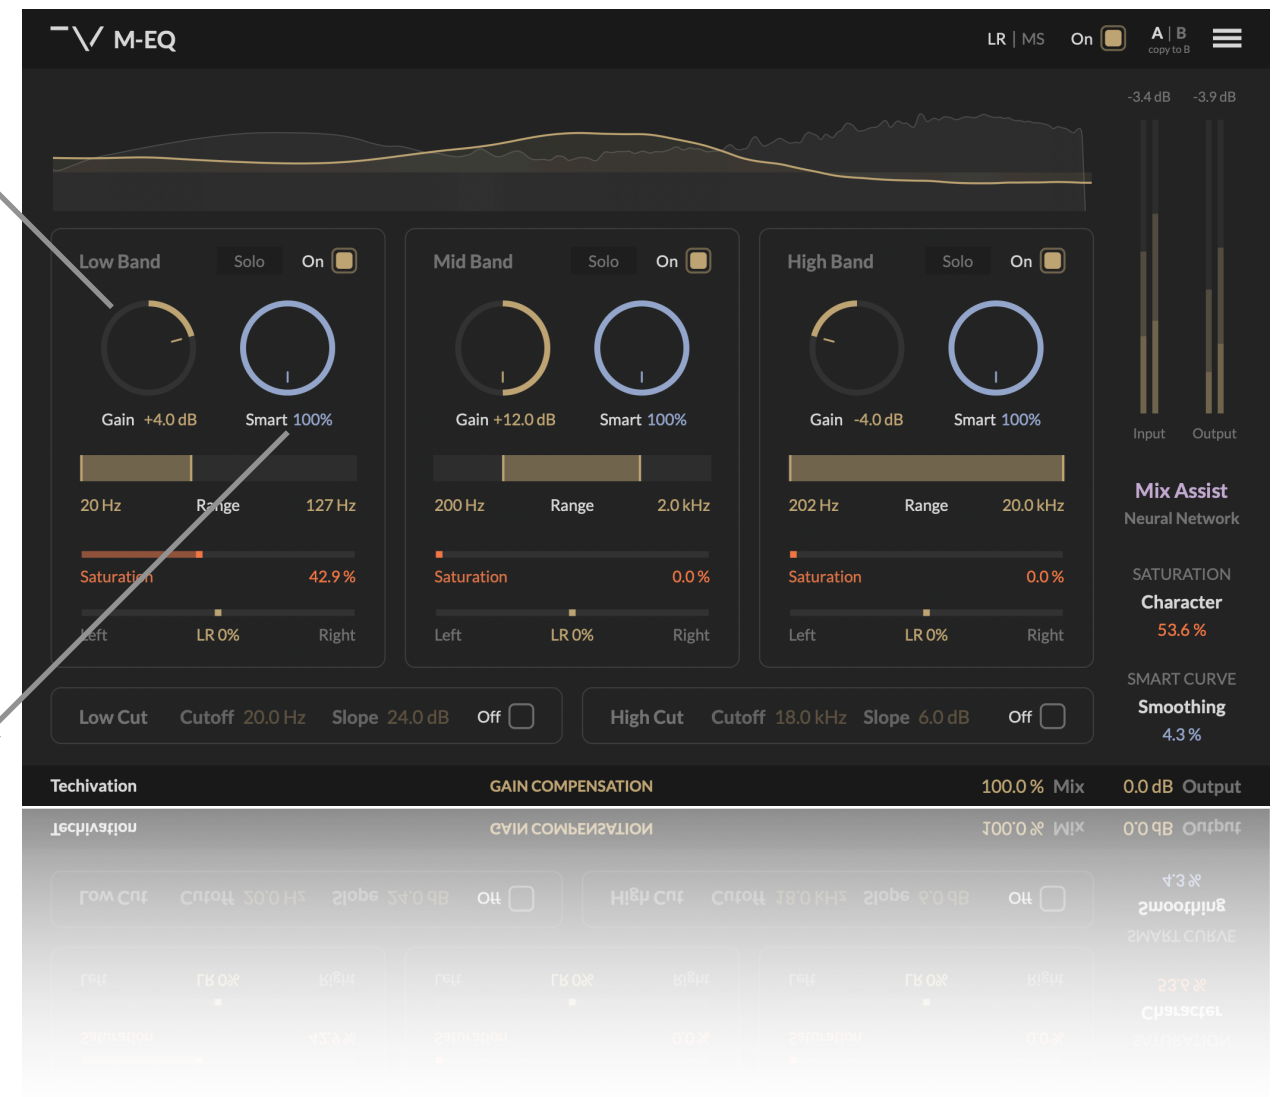 M-EQ
LR | MS
On
A | B
copy to B
-3.4 dB -3.9 dB
Low Band Solo On
Mid Band Solo On
High Band Solo On
Gain +4.0 dB Smart 100%
Gain +12.0 dB Smart 100%
Gain -4.0 dB Smart 100%
Input Output
20 Hz Range 127 Hz
200 Hz Range 2.0 kHz
202 Hz Range 20.0 kHz
Mix Assist
Neural Network
Saturation 42.9 %
Saturation 0.0 %
Saturation 0.0 %
SATURATION
Character
53.6 %
Left LR 0% Right
Left LR 0% Right
Left LR 0% Right
SMART CURVE
Smoothing
4.3 %
Low Cut Cutoff 20.0 Hz Slope 24.0 dB Off
High Cut Cutoff 18.0 kHz Slope 6.0 dB Off
Techivation
GAIN COMPENSATION
100.0 % Mix
0.0 dB Output